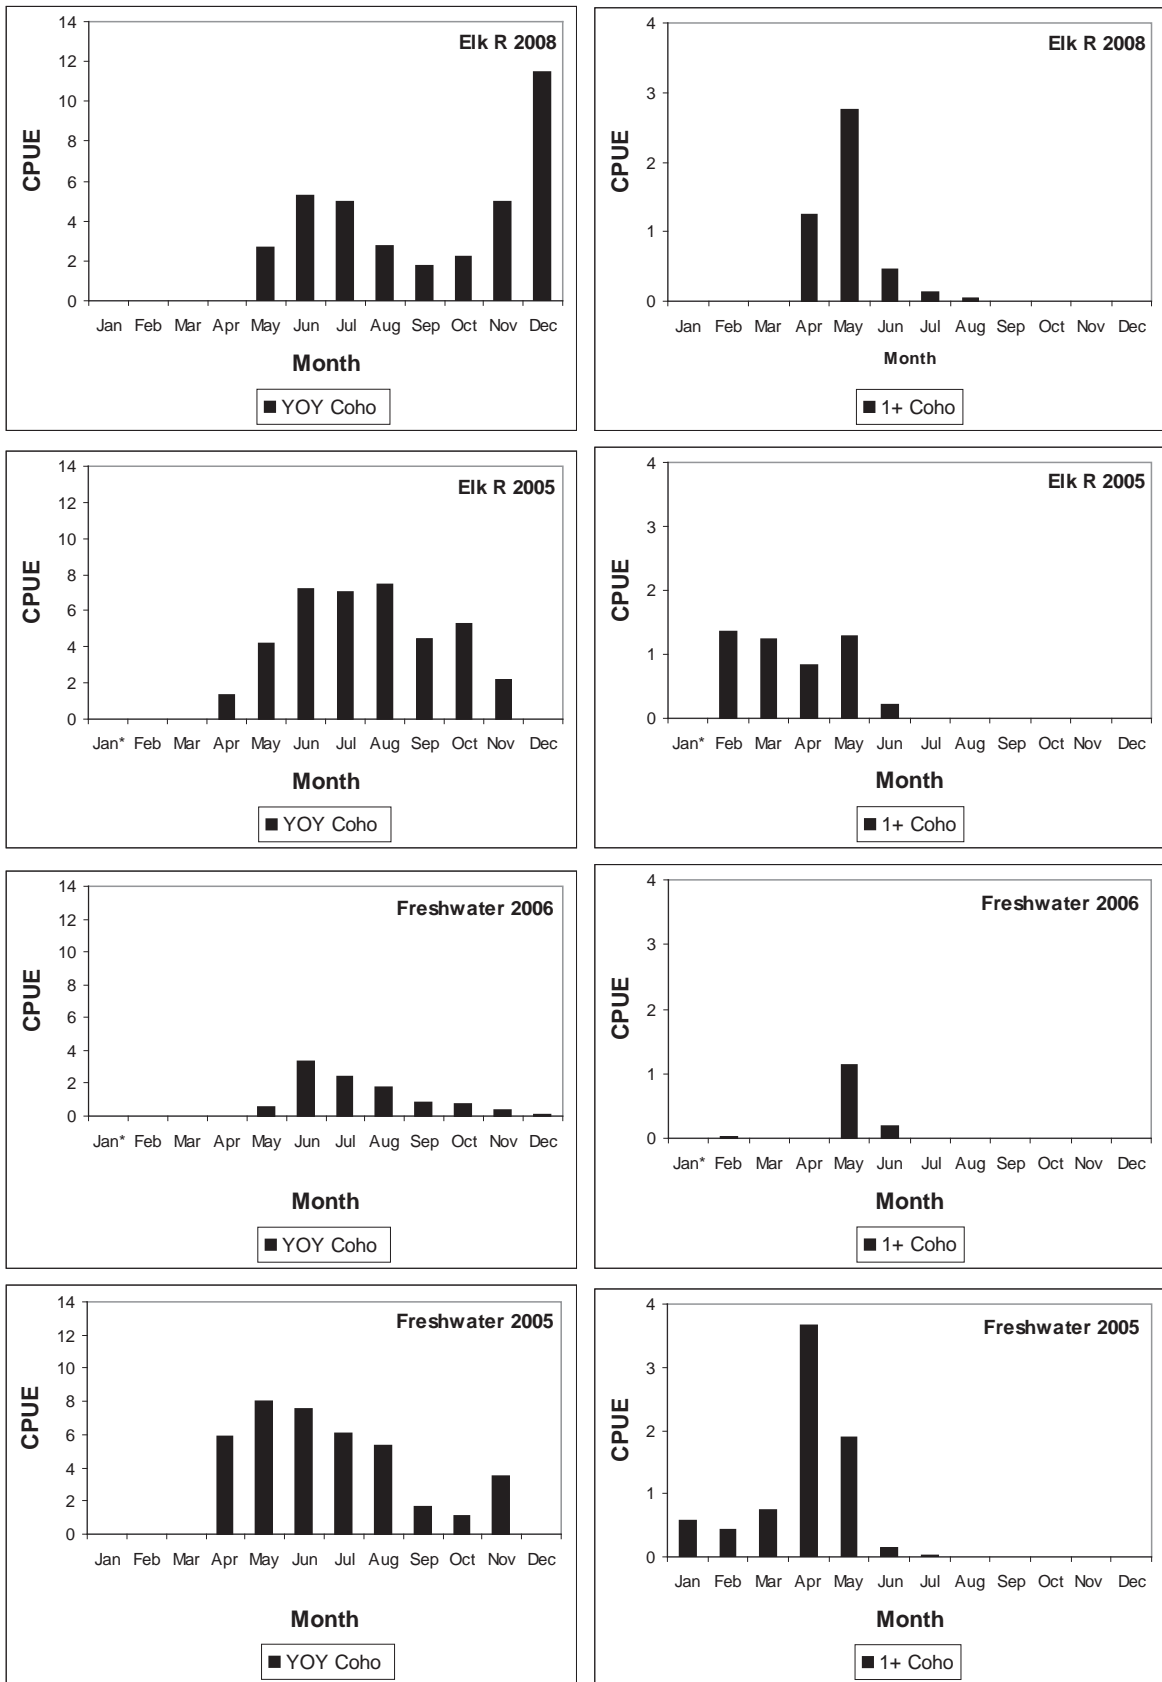 Elk R 2008
CPUE
14
12
10
8
6
4
2
0
Jan Feb Mar Apr May Jun Jul Aug Sep Oct Nov Dec
Month
YOY Coho
Elk R 2008
CPUE
4
3
2
1
0
Jan Feb Mar Apr May Jun Jul Aug Sep Oct Nov Dec
Month
1+ Coho
Elk R 2005
CPUE
14
12
10
8
6
4
2
0
Jan* Feb Mar Apr May Jun Jul Aug Sep Oct Nov Dec
Month
YOY Coho
Elk R 2005
CPUE
4
3
2
1
0
Jan* Feb Mar Apr May Jun Jul Aug Sep Oct Nov Dec
Month
1+ Coho
Freshwater 2006
CPUE
14
12
10
8
6
4
2
0
Jan* Feb Mar Apr May Jun Jul Aug Sep Oct Nov Dec
Month
YOY Coho
Freshwater 2006
CPUE
4
3
2
1
0
Jan* Feb Mar Apr May Jun Jul Aug Sep Oct Nov Dec
Month
1+ Coho
Freshwater 2005
CPUE
14
12
10
8
6
4
2
0
Jan Feb Mar Apr May Jun Jul Aug Sep Oct Nov Dec
Month
YOY Coho
Freshwater 2005
CPUE
4
3
2
1
0
Jan Feb Mar Apr May Jun Jul Aug Sep Oct Nov Dec
Month
1+ Coho